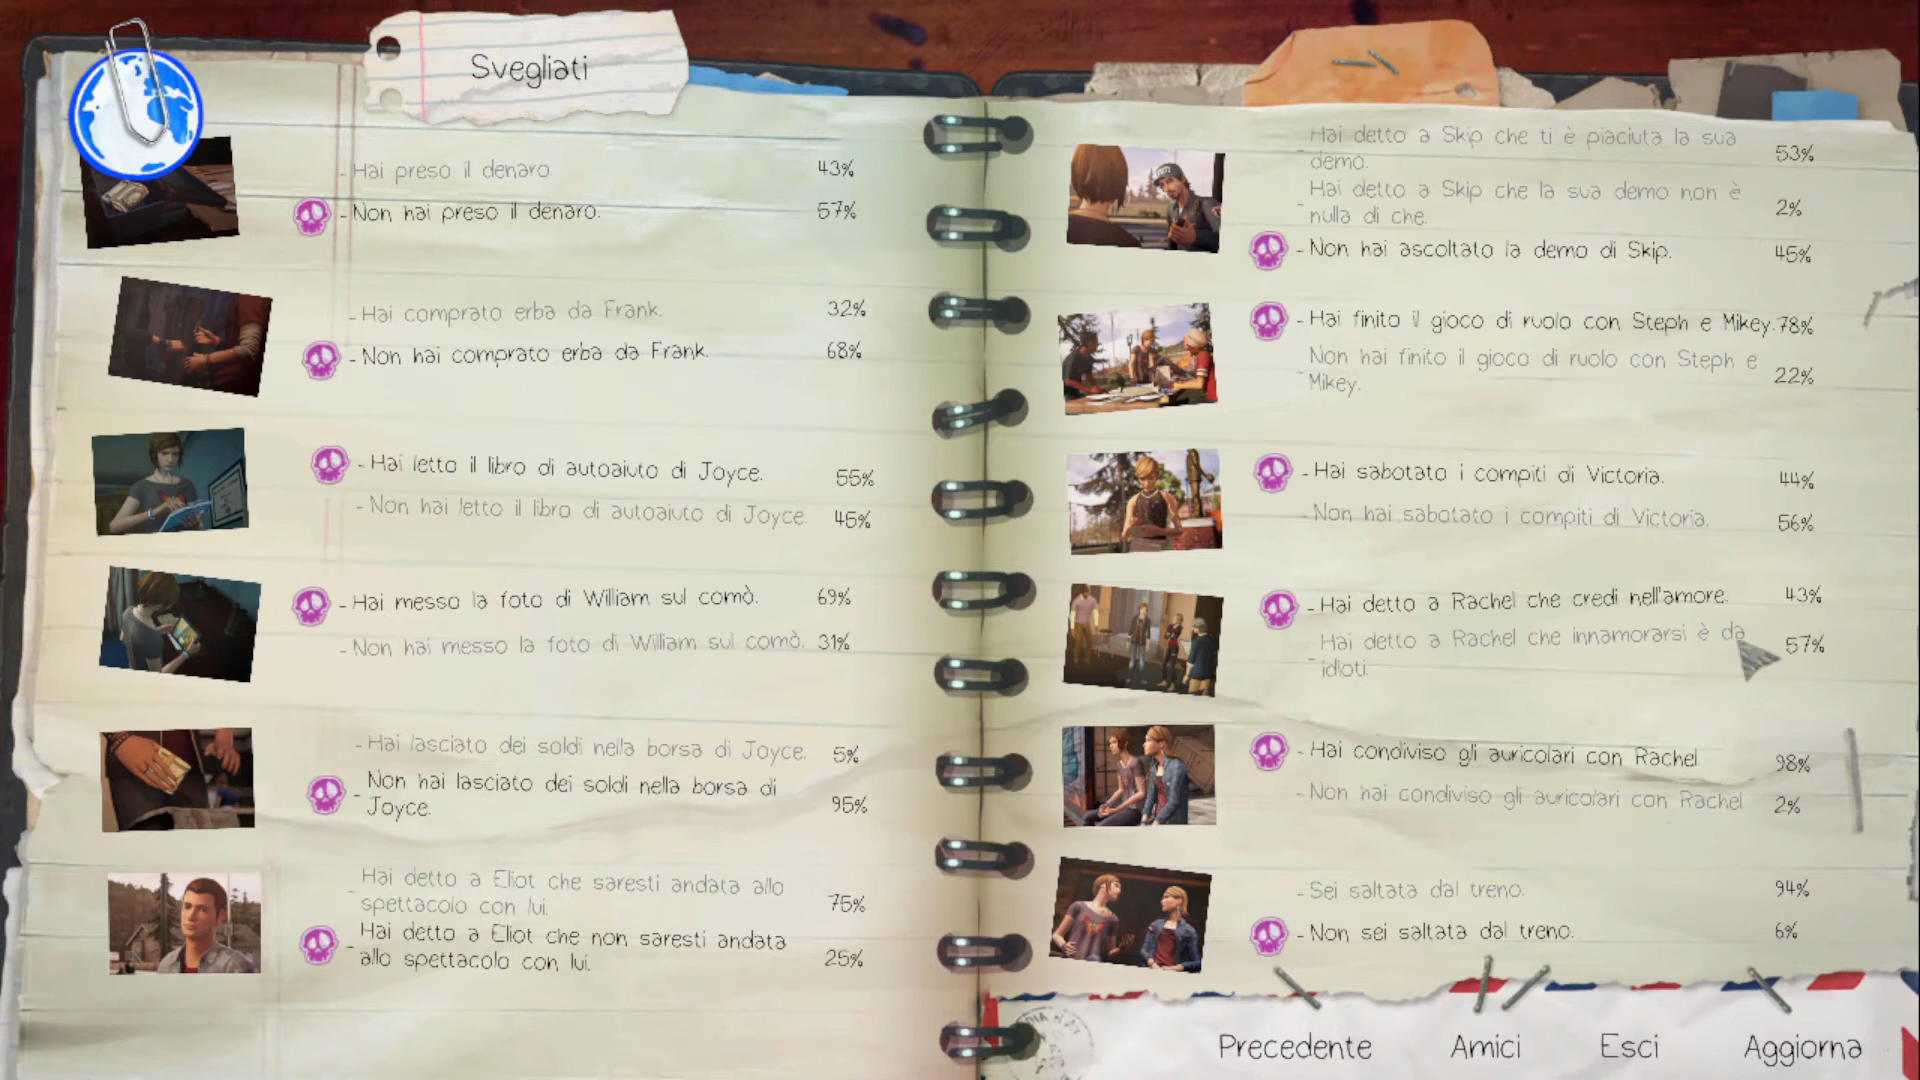 Svegliati
- Hai preso il denaro. 43%
- Non hai preso il denaro. 57%
- Hai comprato erba da Frank. 32%
- Non hai comprato erba da Frank. 68%
- Hai letto il libro di autoaiuto di Joyce. 55%
- Non hai letto il libro di autoaiuto di Joyce. 45%
- Hai messo la foto di William sul comò. 69%
- Non hai messo la foto di William sul comò. 31%
- Hai lasciato dei soldi nella borsa di Joyce. 5%
- Non hai lasciato dei soldi nella borsa di
Joyce. 95%
- Hai detto a Eliot che saresti andata allo
spettacolo con lui. 75%
- Hai detto a Eliot che non saresti andata
allo spettacolo con lui. 25%
- Hai detto a Skip che ti è piaciuta la sua
demo. 53%
- Hai detto a Skip che la sua demo non è
nulla di che. 2%
- Non hai ascoltato la demo di Skip. 45%
- Hai finito il gioco di ruolo con Steph e Mikey. 78%
- Non hai finito il gioco di ruolo con Steph e
Mikey. 22%
- Hai sabotato i compiti di Victoria. 44%
- Non hai sabotato i compiti di Victoria. 56%
- Hai detto a Rachel che credi nell'amore. 43%
- Hai detto a Rachel che innamorarsi è da
idioti. 57%
- Hai condiviso gli auricolari con Rachel 98%
- Non hai condiviso gli auricolari con Rachel 2%
- Sei saltata dal treno. 94%
- Non sei saltata dal treno. 6%
Precedente Amici Esci Aggiorna